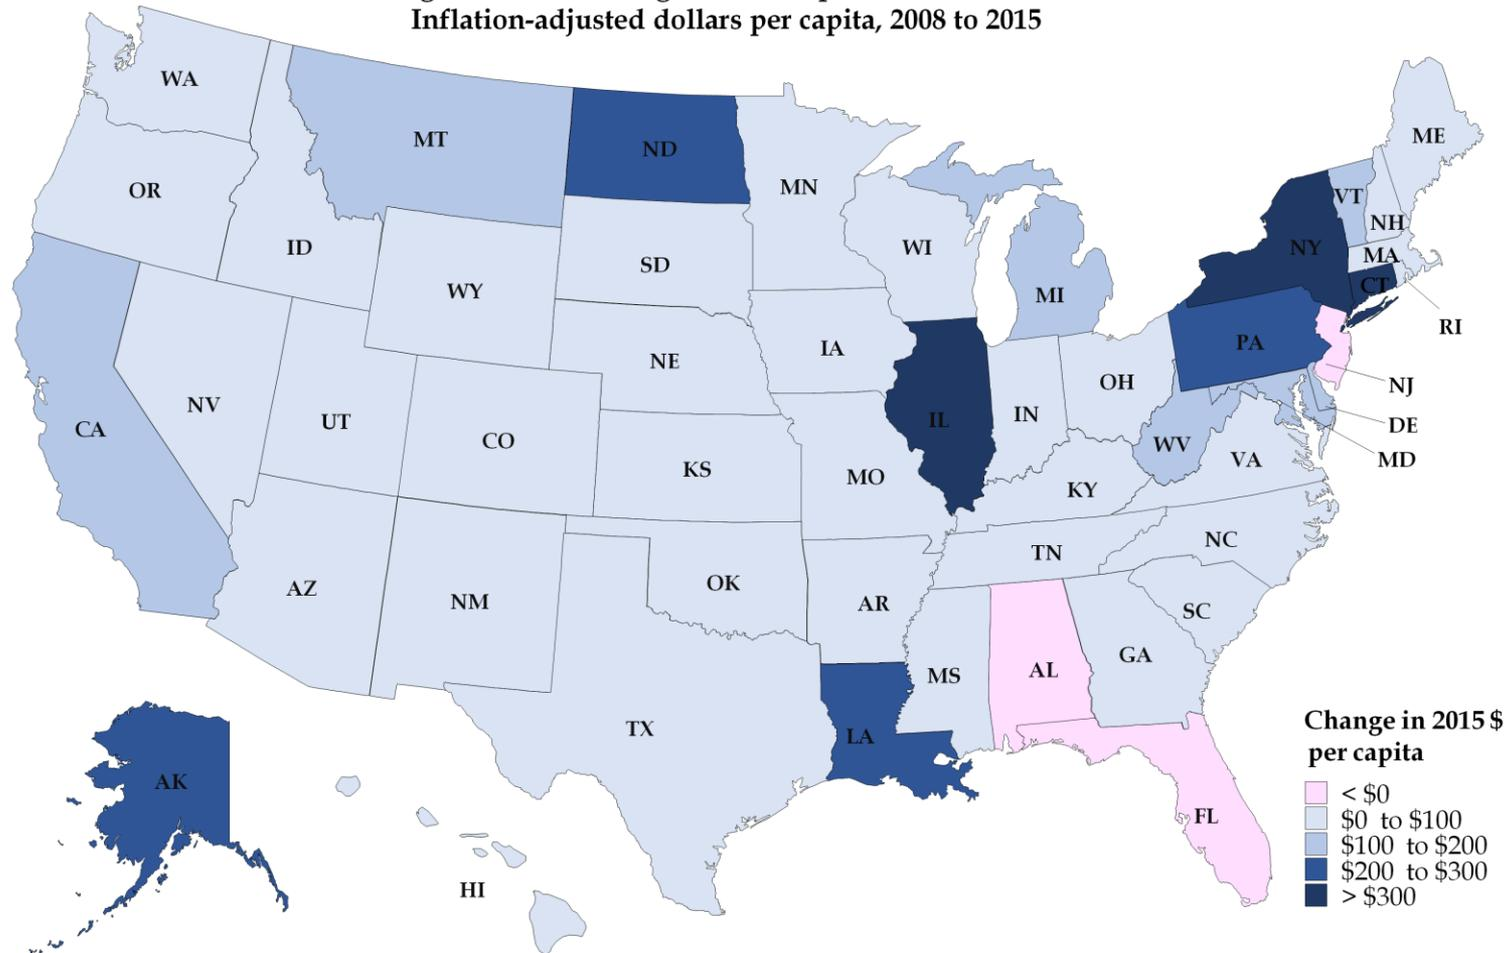 Inflation-adjusted dollars per capita, 2008 to 2015
WA
MT
ND
MN
ME
OR
ID
WY
SD
WI
MI
VT
NH
NY
MA
CT
RI
CA
NV
UT
CO
NE
IA
IL
IN
OH
PA
NJ
DE
MD
WV
VA
KS
MO
KY
NC
TN
AZ
NM
OK
AR
SC
MS
AL
GA
TX
LA
FL
AK
HI
Change in 2015 $
per capita
< $0
$0 to $100
$100 to $200
$200 to $300
> $300